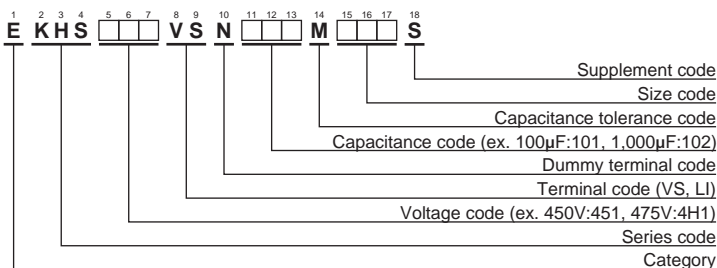 1 2 3 4 5 6 7 8 9 10 11 12 13 14 15 16 17 18
E KHS VS N M S
Supplement code
Size code
Capacitance tolerance code
Capacitance code (ex. 100µF:101, 1,000µF:102)
Dummy terminal code
Terminal code (VS, LI)
Voltage code (ex. 450V:451, 475V:4H1)
Series code
Category